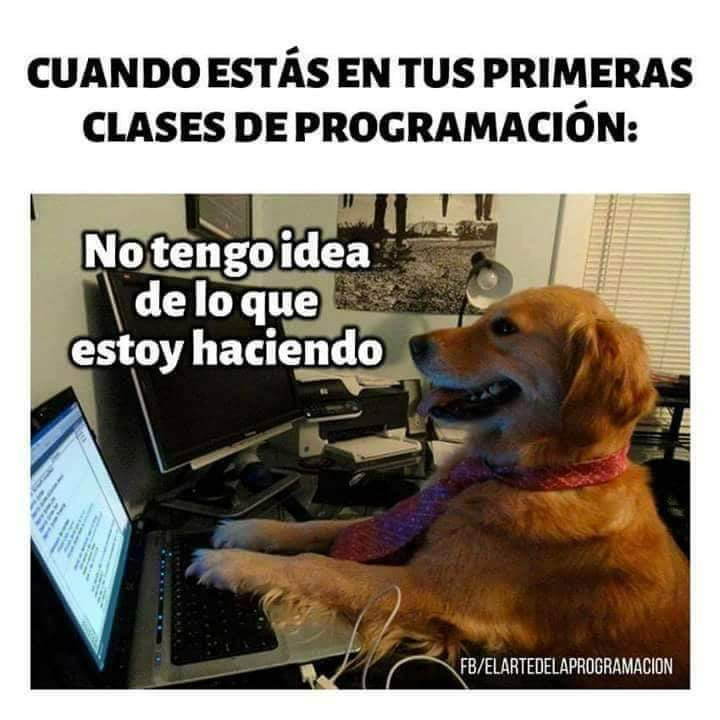 CUANDO ESTÁS EN TUS PRIMERAS
CLASES DE PROGRAMACIÓN:
No tengo idea
de lo que
estoy haciendo
FB/ELARTEDELAPROGRAMACION